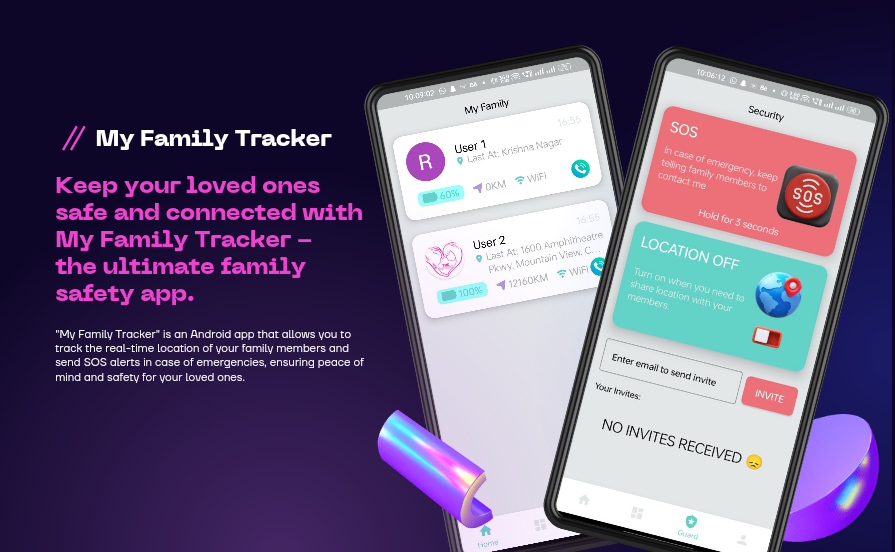 // My Family Tracker
Keep your loved ones
safe and connected with
My Family Tracker –
the ultimate family
safety app.
"My Family Tracker" is an Android app that allows you to
track the real-time location of your family members and
send SOS alerts in case of emergencies, ensuring peace of
mind and safety for your loved ones.
10:09:02
My Family
16:55
R
User 1
Last At: Krishna Nagar
60%
0KM
WiFi
16:55
User 2
Last At: 1600 Amphitheatre
Pkwy, Mountain View, C...
100%
12160KM
WiFi
Home
10:06:12
Security
SOS
In case of emergency, keep
telling family members to
contact me
SOS
Hold for 3 seconds
LOCATION OFF
Turn on when you need to
share location with your
members.
Enter email to send invite
INVITE
Your Invites:
NO INVITES RECEIVED 😞
Guard